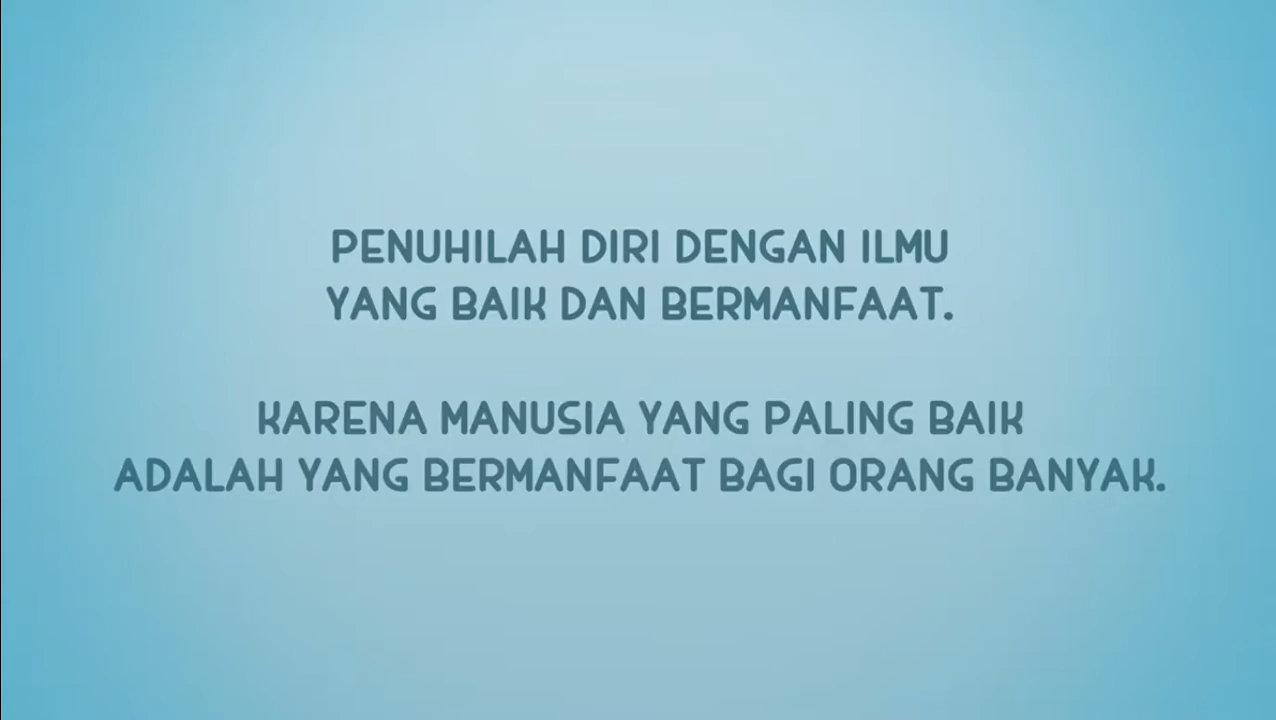 PENUHILAH DIRI DENGAN ILMU
YANG BAIK DAN BERMANFAAT.
KARENA MANUSIA YANG PALING BAIK
ADALAH YANG BERMANFAAT BAGI ORANG BANYAK.